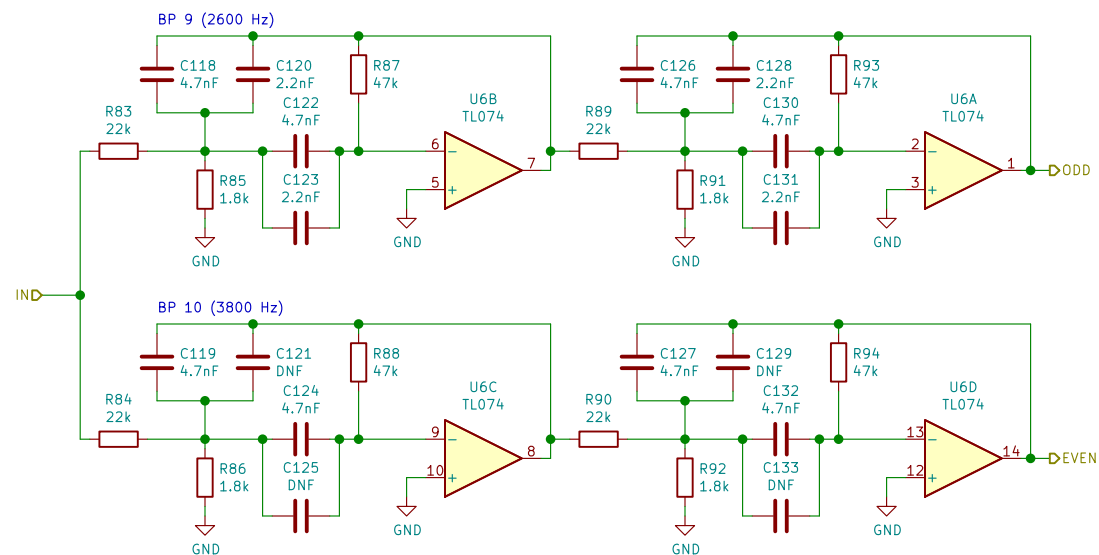 BP 9 (2600 Hz)
C118
4.7nF
C120
2.2nF
R87
47k
C126
4.7nF
C128
2.2nF
R93
47k
R83
22k
C122
4.7nF
U6B
TL074
R89
22k
C130
4.7nF
U6A
TL074
6
−
7
5
+
2
−
1
3
+
ODD
R85
1.8k
C123
2.2nF
R91
1.8k
C131
2.2nF
GND
GND
GND
GND
IN
BP 10 (3800 Hz)
C119
4.7nF
C121
DNF
R88
47k
C127
4.7nF
C129
DNF
R94
47k
R84
22k
C124
4.7nF
U6C
TL074
R90
22k
C132
4.7nF
U6D
TL074
9
−
8
10
+
13
−
14
12
+
EVEN
R86
1.8k
C125
DNF
R92
1.8k
C133
DNF
GND
GND
GND
GND